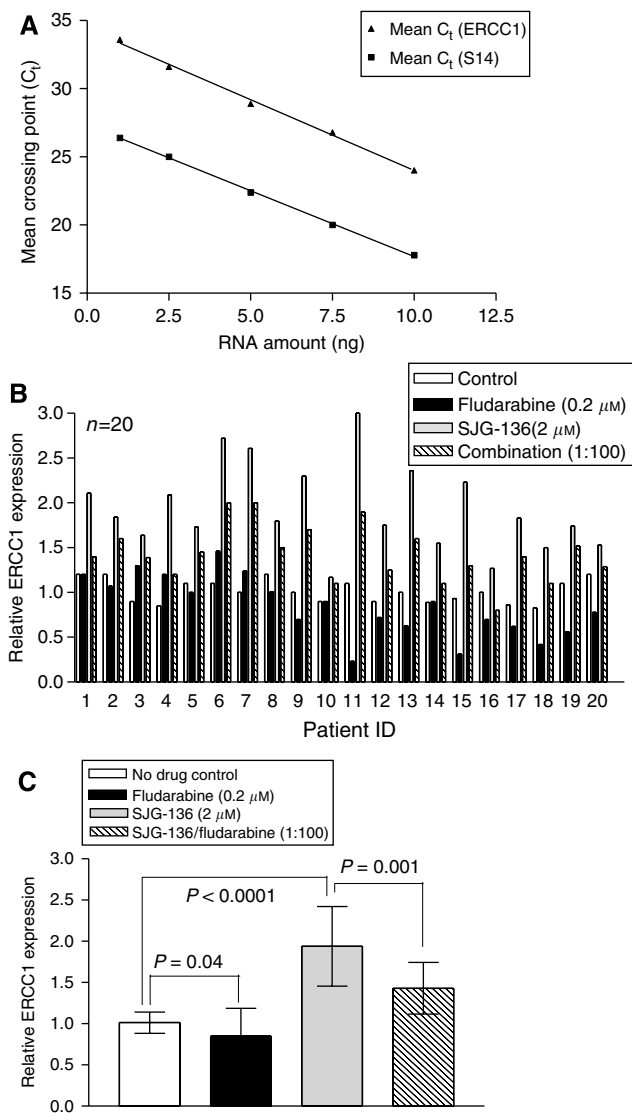 A
Mean crossing point (Ct)
35
30
25
20
15
0.0 2.5 5.0 7.5 10.0 12.5
RNA amount (ng)
Mean Ct (ERCC1)
Mean Ct (S14)
B
Relative ERCC1 expression
3.0
2.5
2.0
1.5
1.0
0.5
0.0
n=20
Control
Fludarabine (0.2 μM)
SJG-136(2 μM)
Combination (1:100)
1 2 3 4 5 6 7 8 9 10 11 12 13 14 15 16 17 18 19 20
Patient ID
C
No drug control
Fludarabine (0.2 μM)
SJG-136 (2 μM)
SJG-136/fludarabine (1:100)
Relative ERCC1 expression
3.0
2.5
2.0
1.5
1.0
0.5
0.0
P = 0.001
P < 0.0001
P = 0.04